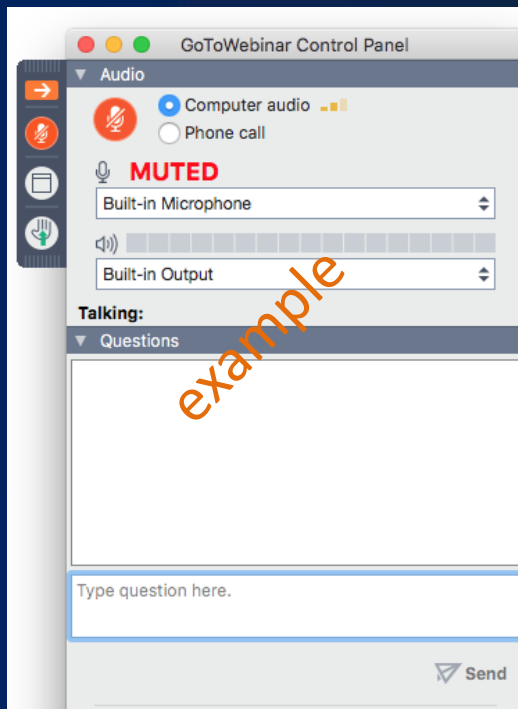 GoToWebinar Control Panel
Audio
Computer audio
Phone call
MUTED
Built-in Microphone
Built-in Output
Talking:
example
Questions
Type question here.
Send